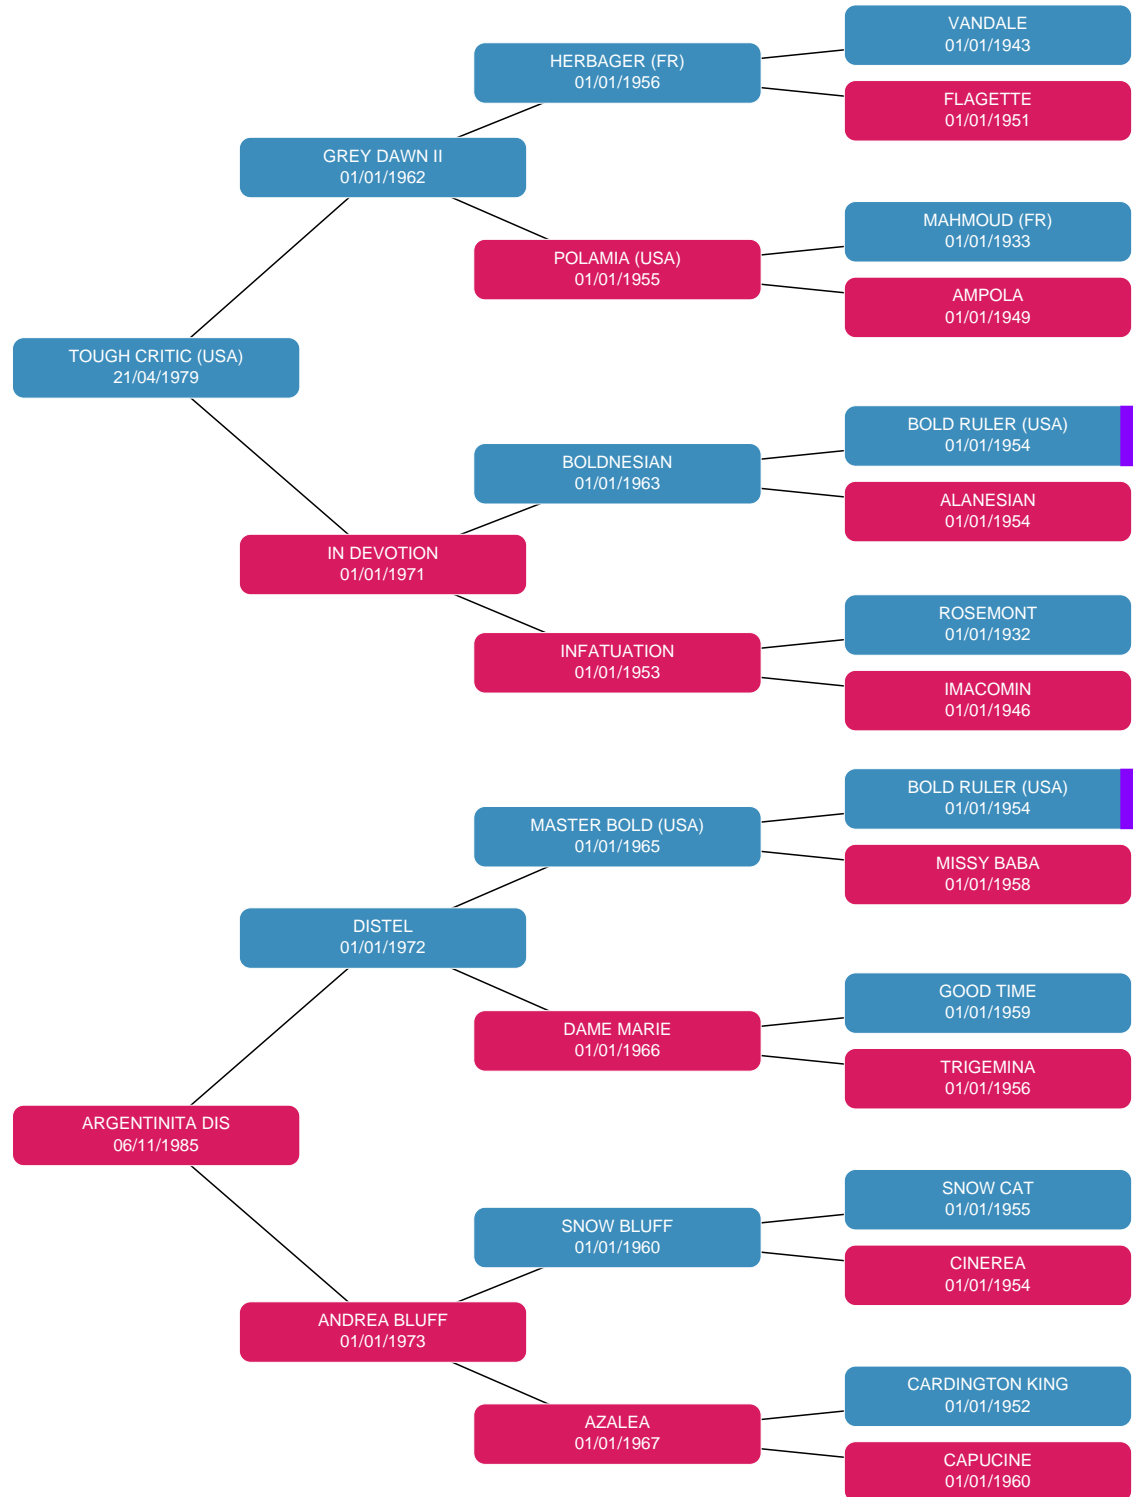 VANDALE
01/01/1943
HERBAGER (FR)
01/01/1956
FLAGETTE
01/01/1951
GREY DAWN II
01/01/1962
MAHMOUD (FR)
01/01/1933
POLAMIA (USA)
01/01/1955
AMPOLA
01/01/1949
TOUGH CRITIC (USA)
21/04/1979
BOLD RULER (USA)
01/01/1954
BOLDNESIAN
01/01/1963
ALANESIAN
01/01/1954
IN DEVOTION
01/01/1971
ROSEMONT
01/01/1932
INFATUATION
01/01/1953
IMACOMIN
01/01/1946
BOLD RULER (USA)
01/01/1954
MASTER BOLD (USA)
01/01/1965
MISSY BABA
01/01/1958
DISTEL
01/01/1972
GOOD TIME
01/01/1959
DAME MARIE
01/01/1966
TRIGEMINA
01/01/1956
ARGENTINITA DIS
06/11/1985
SNOW CAT
01/01/1955
SNOW BLUFF
01/01/1960
CINEREA
01/01/1954
ANDREA BLUFF
01/01/1973
CARDINGTON KING
01/01/1952
AZALEA
01/01/1967
CAPUCINE
01/01/1960